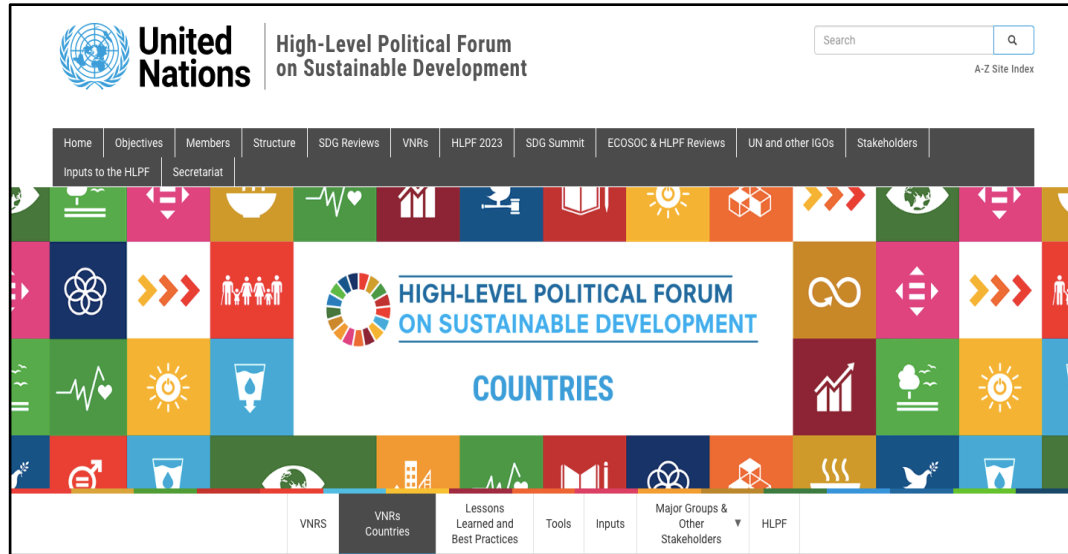 United
Nations
High-Level Political Forum
on Sustainable Development
Search
A-Z Site Index
Home Objectives Members Structure SDG Reviews VNRs HLPF 2023 SDG Summit ECOSOC & HLPF Reviews UN and other IGOs Stakeholders
Inputs to the HLPF Secretariat
HIGH-LEVEL POLITICAL FORUM
ON SUSTAINABLE DEVELOPMENT
COUNTRIES
VNRS
VNRs
Countries
Lessons
Learned and
Best Practices
Tools
Inputs
Major Groups &
Other
Stakeholders
HLPF